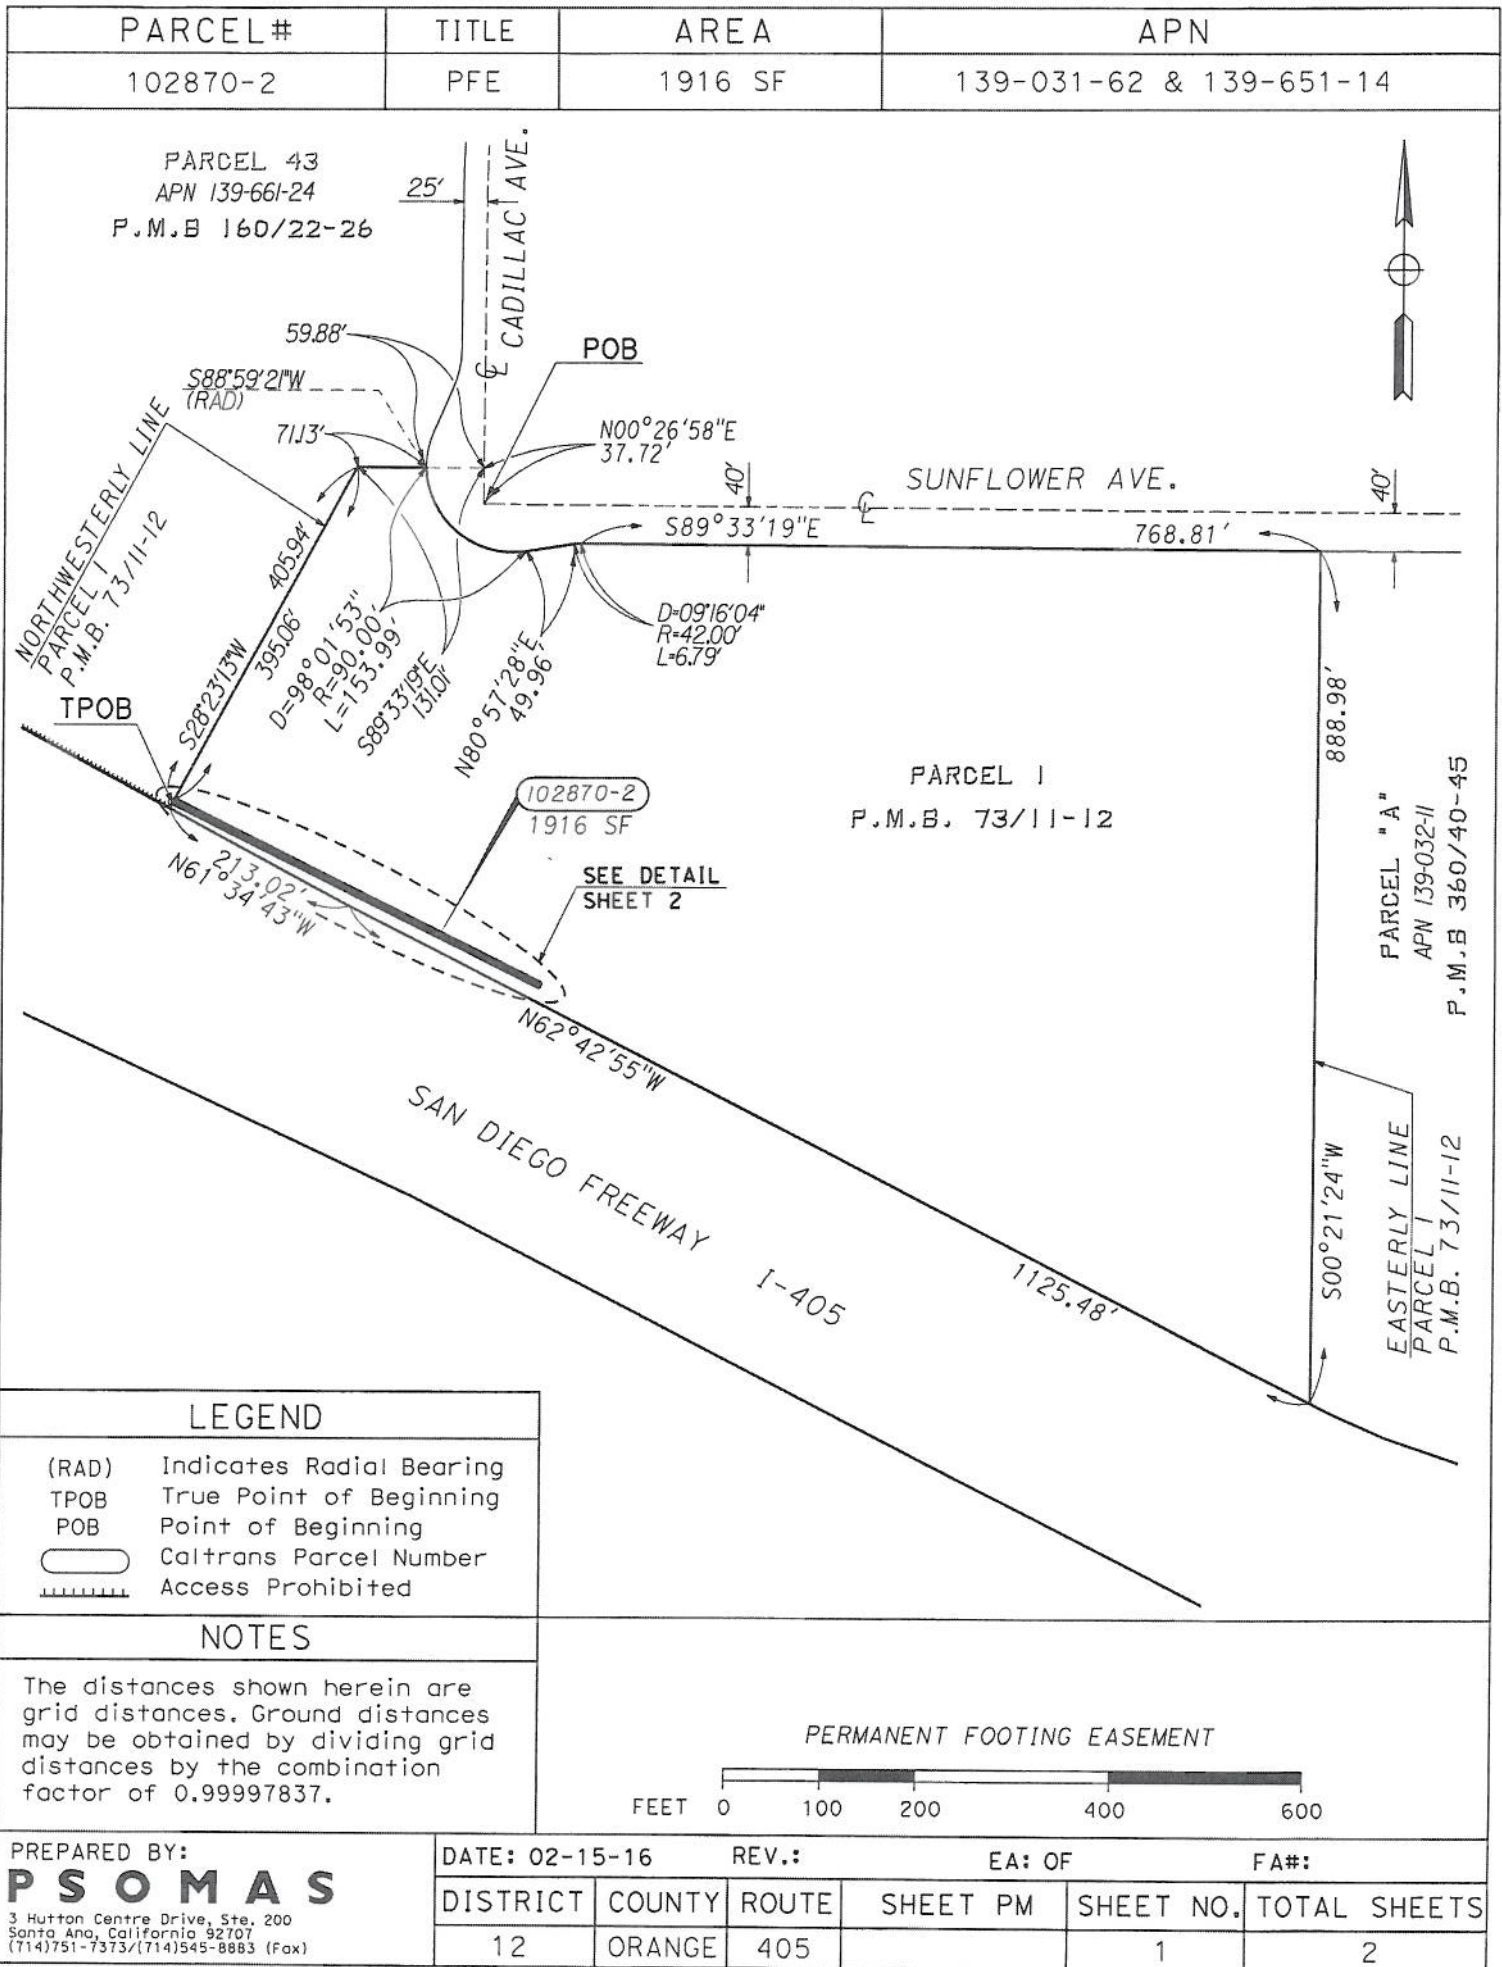 PARCEL# TITLE AREA APN
102870-2 PFE 1916 SF 139-031-62 & 139-651-14
PARCEL 43
APN 139-661-24
P.M.B 160/22-26
25'
CADILLAC AVE.
℄
59.88'
POB
S88°59'21"W
(RAD)
71.13'
N00°26'58"E
37.72'
40'
SUNFLOWER AVE.
℄
40'
S89°33'19"E
768.81'
NORTHWESTERLY LINE
PARCEL 1
P.M.B. 73/11-12
405.94'
S28°23'13"W
395.06'
D=98°01'53"
R=90.00'
L=153.99'
S89°33'19"E
131.01'
N80°57'28"E
49.96'
D=09°16'04"
R=42.00'
L=6.79'
TPOB
888.98'
102870-2
1916 SF
PARCEL 1
P.M.B. 73/11-12
SEE DETAIL
SHEET 2
213.02'
N61°34'43"W
PARCEL "A"
APN 139-032-11
P.M.B 360/40-45
N62°42'55"W
SAN DIEGO FREEWAY
I-405
1125.48'
S00°21'24"W
EASTERLY LINE
PARCEL 1
P.M.B. 73/11-12
LEGEND
(RAD) Indicates Radial Bearing
TPOB True Point of Beginning
POB Point of Beginning
Caltrans Parcel Number
Access Prohibited
NOTES
The distances shown herein are
grid distances. Ground distances
may be obtained by dividing grid
distances by the combination
factor of 0.99997837.
PERMANENT FOOTING EASEMENT
FEET 0 100 200 400 600
PREPARED BY:
PSOMAS
3 Hutton Centre Drive, Ste. 200
Santa Ana, California 92707
(714)751-7373/(714)545-8883 (Fax)
DATE: 02-15-16 REV.: EA: OF FA#:
DISTRICT COUNTY ROUTE SHEET PM SHEET NO. TOTAL SHEETS
12 ORANGE 405 1 2